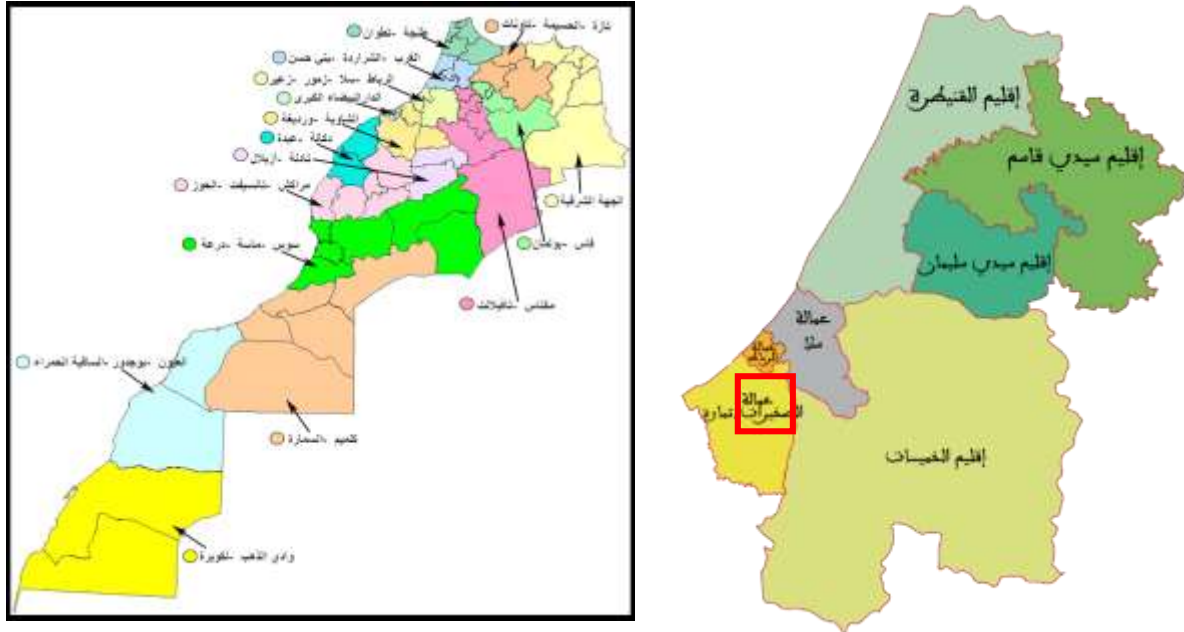 تازة -الحسيمة -تاونات
طنجة -تطوان
الغرب -الشراردة -بني حسن
الرباط -سلا -زمور -زعير
الدار البيضاء الكبرى
الشاوية -ورديغة
دكالة -عبدة
تادلة -أزيلال
مراكش -تانسيفت -الحوز
الجهة الشرقية
فاس -بولمان
سوس -ماسة -درعة
مكناس -تافيلالت
العيون -بوجدور -الساقية الحمراء
كلميم -السمارة
وادي الذهب -لكويرة
إقليم القنيطرة
إقليم سيدي قاسم
إقليم سيدي سليمان
عمالة
سلا
عمالة
الرباط
عمالة
الصخيرات تمارة
إقليم الخميسات